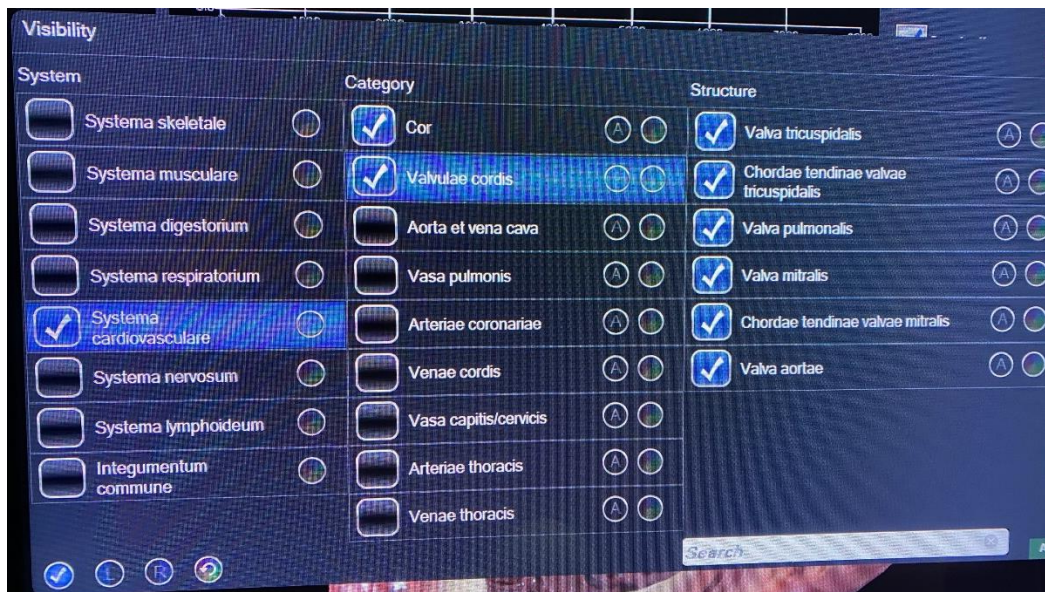 Visibility
System
Systema skeletale
Systema musculare
Systema digestorium
Systema respiratorium
Systema
cardiovasculare
Systema nervosum
Systema lymphoideum
Integumentum
commune
L
R
Category
Cor
A
Valvulae cordis
Aorta et vena cava
A
Vasa pulmonis
A
Arteriae coronariae
A
Venae cordis
A
Vasa capitis/cervicis
A
Arteriae thoracis
A
Venae thoracis
A
Structure
Valva tricuspidalis
A
Chordae tendinae valvae
tricuspidalis
A
Valva pulmonalis
A
Valva mitralis
A
Chordae tendinae valvae mitralis
A
Valva aortae
A
Search